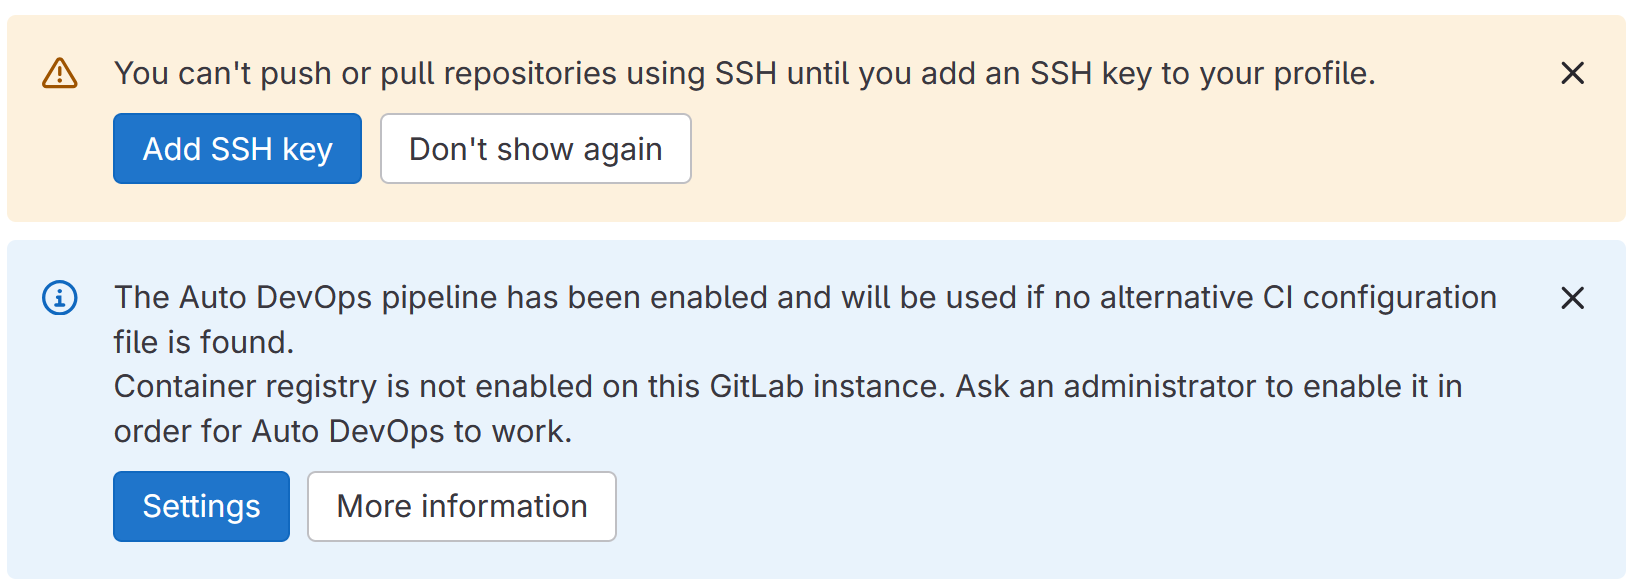 You can't push or pull repositories using SSH until you add an SSH key to your profile.
Add SSH key
Don't show again
The Auto DevOps pipeline has been enabled and will be used if no alternative CI configuration
file is found.
Container registry is not enabled on this GitLab instance. Ask an administrator to enable it in
order for Auto DevOps to work.
Settings
More information